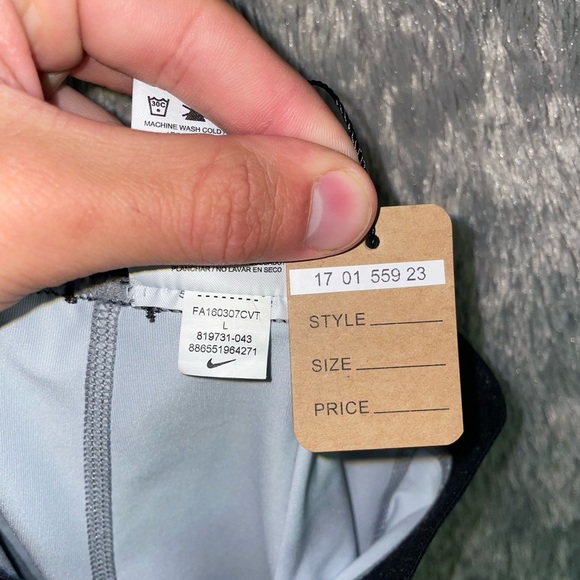 30C
MACHINE WASH COLD
PLANCHAR/NO LAVAR EN SECO
17 01 559 23
FA160307CVT
L
819731-043
886551964271
STYLE
SIZE
PRICE